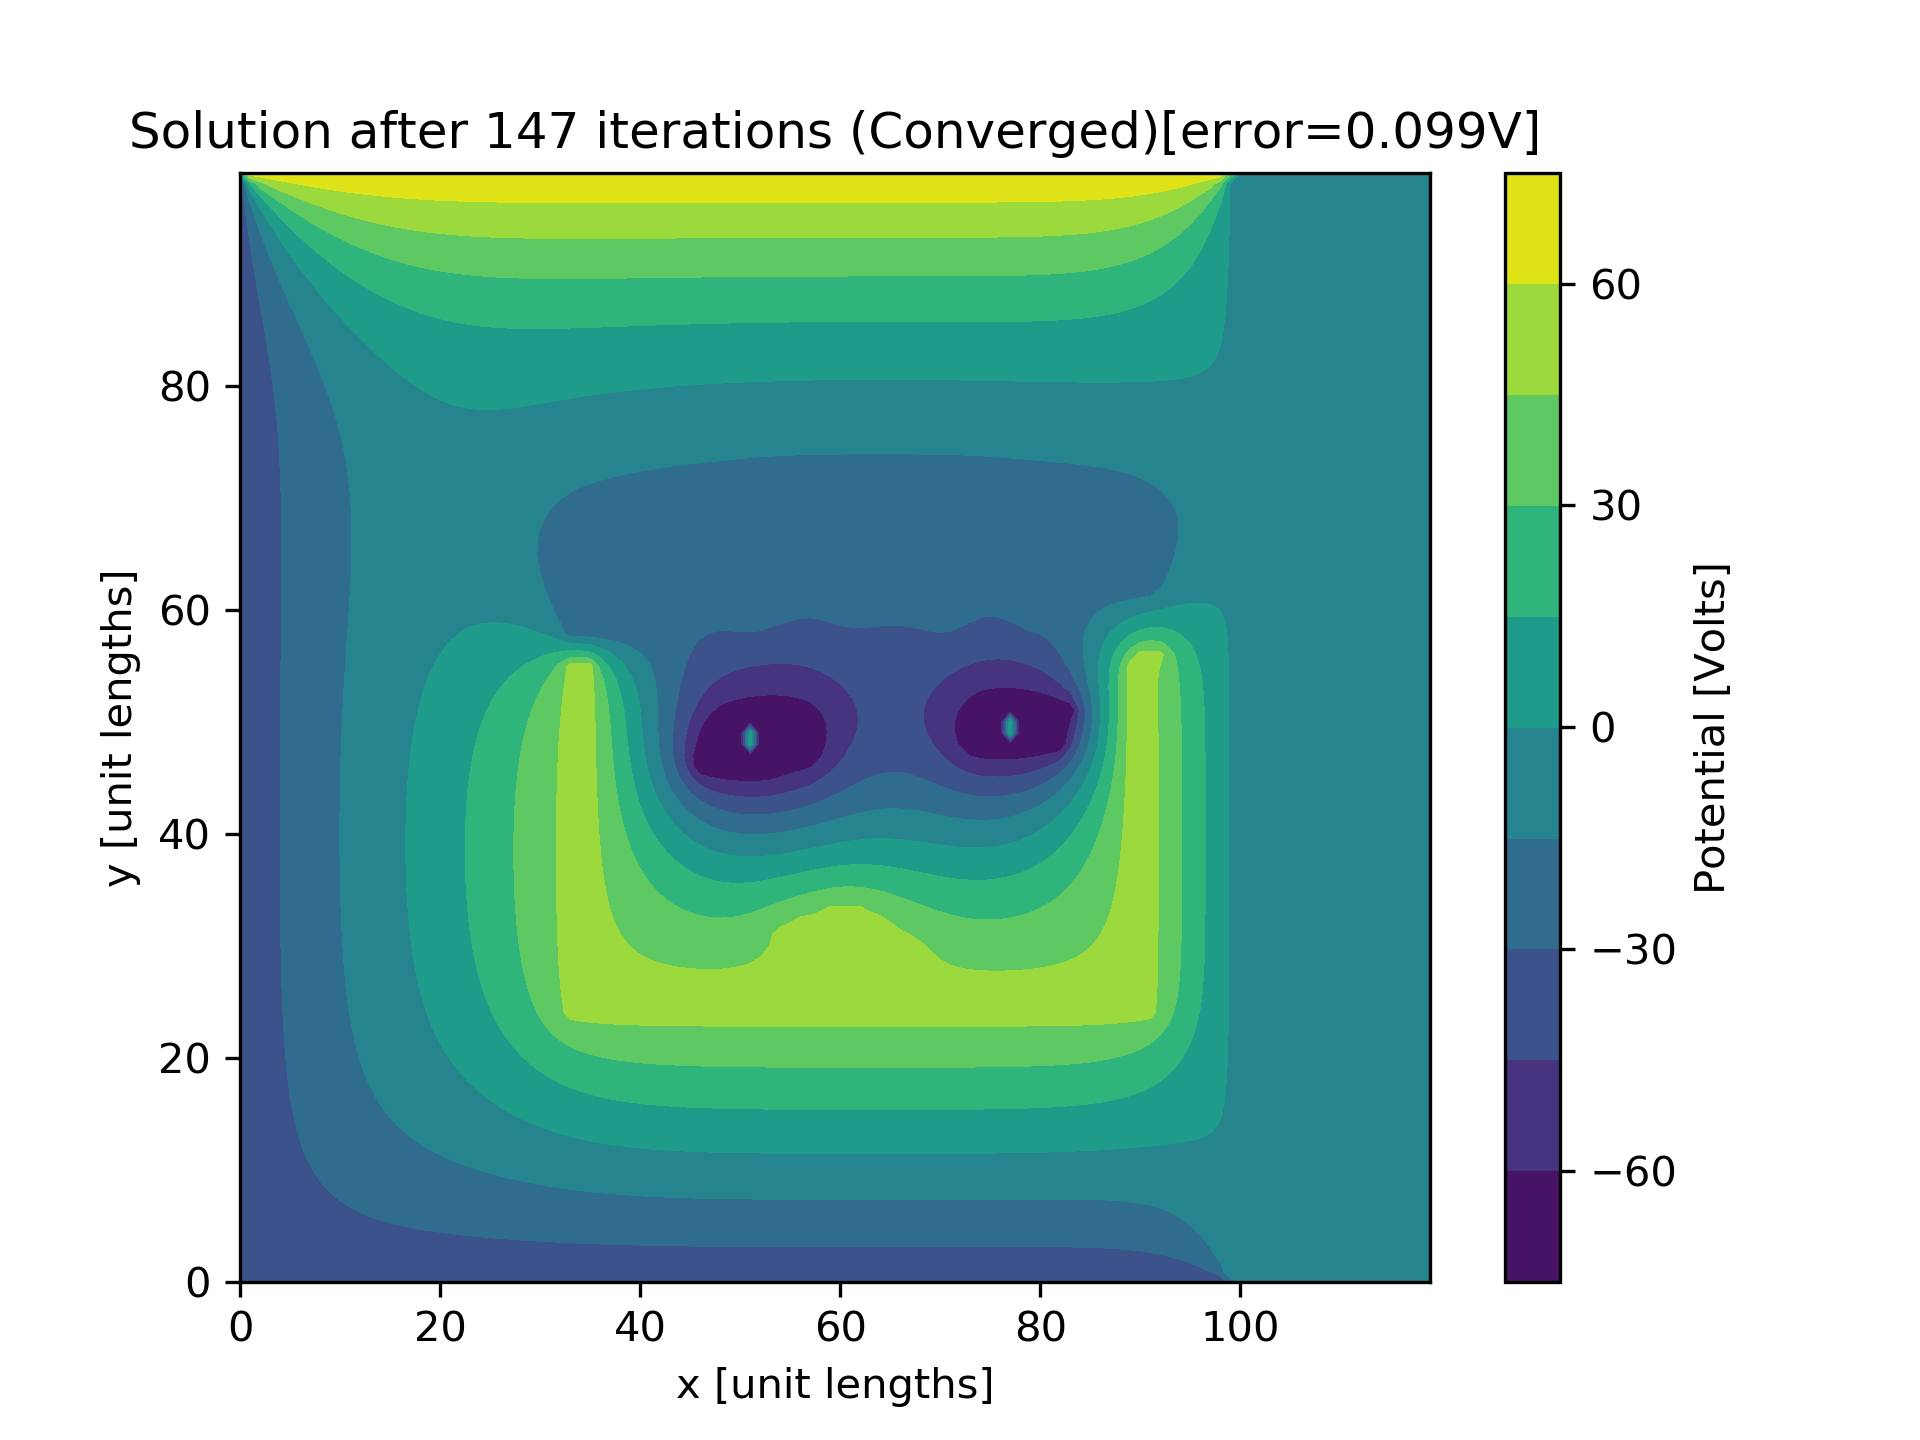 Solution after 147 iterations (Converged)[error=0.099V]
80
60
40
20
0
y [unit lengths]
0 20 40 60 80 100
x [unit lengths]
60
30
0
−30
−60
Potential [Volts]